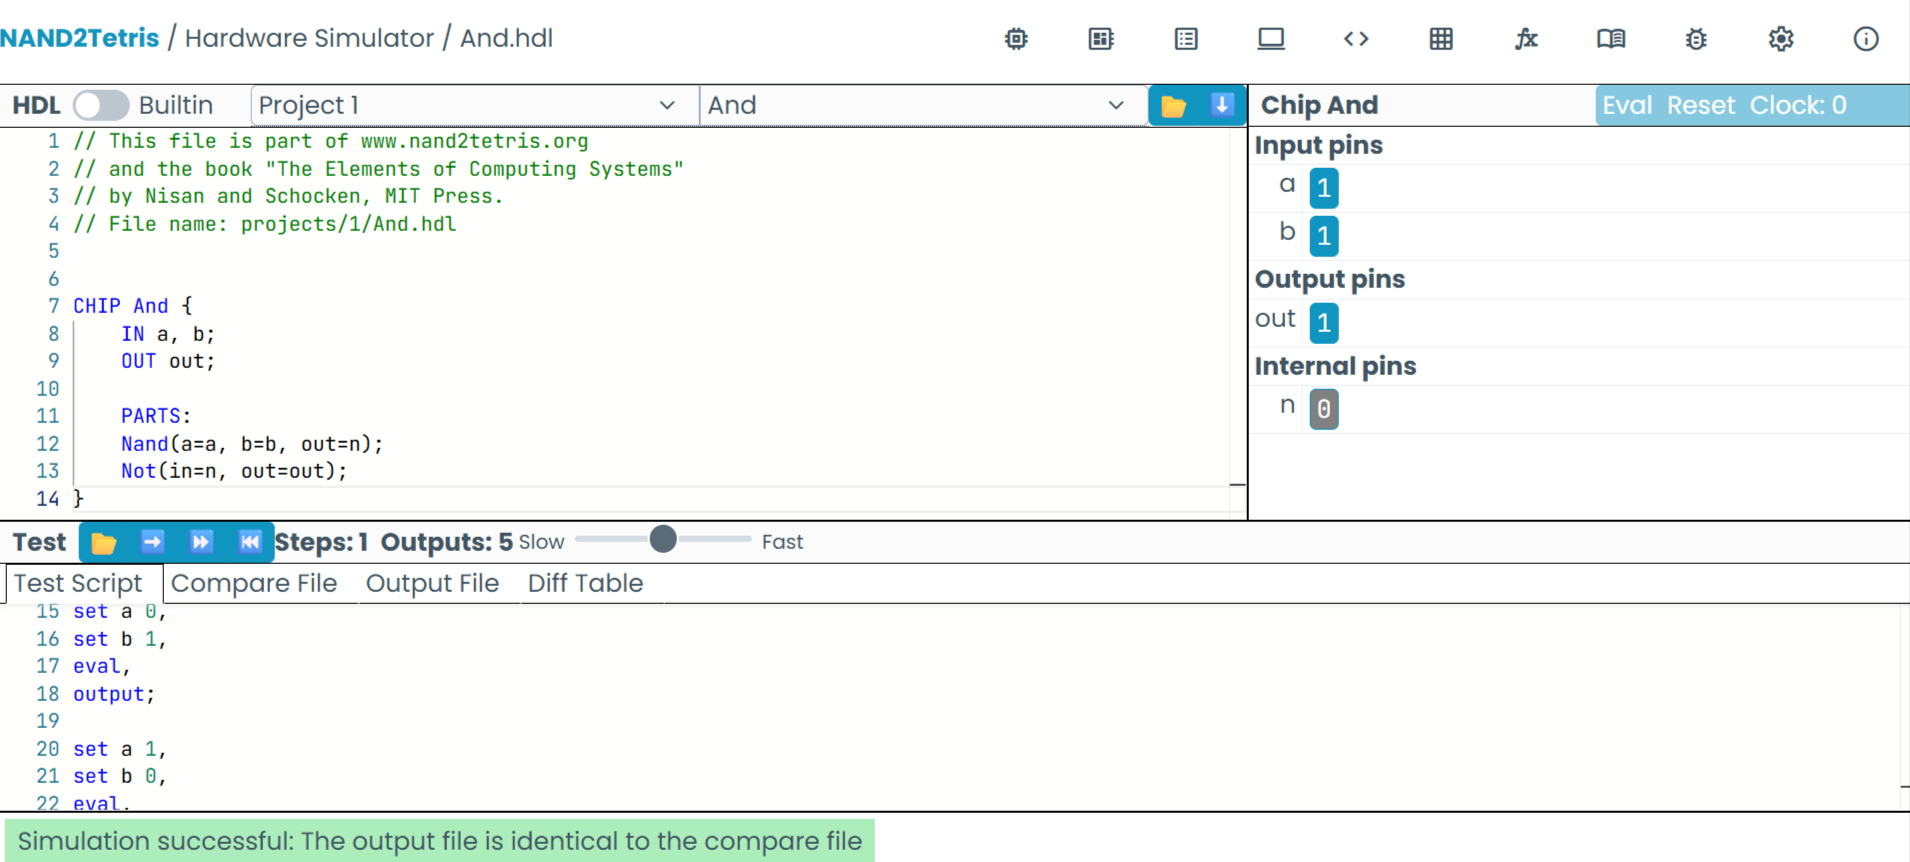 NAND2Tetris / Hardware Simulator / And.hdl
HDL Builtin Project 1 And Chip And Eval Reset Clock: 0
1 // This file is part of www.nand2tetris.org
2 // and the book "The Elements of Computing Systems"
3 // by Nisan and Schocken, MIT Press.
4 // File name: projects/1/And.hdl
5
6
7 CHIP And {
8 IN a, b;
9 OUT out;
10
11 PARTS:
12 Nand(a=a, b=b, out=n);
13 Not(in=n, out=out);
14 }
Input pins
a 1
b 1
Output pins
out 1
Internal pins
n 0
Test Steps: 1 Outputs: 5 Slow Fast
Test Script Compare File Output File Diff Table
15 set a 0,
16 set b 1,
17 eval,
18 output;
19
20 set a 1,
21 set b 0,
22 eval,
Simulation successful: The output file is identical to the compare file